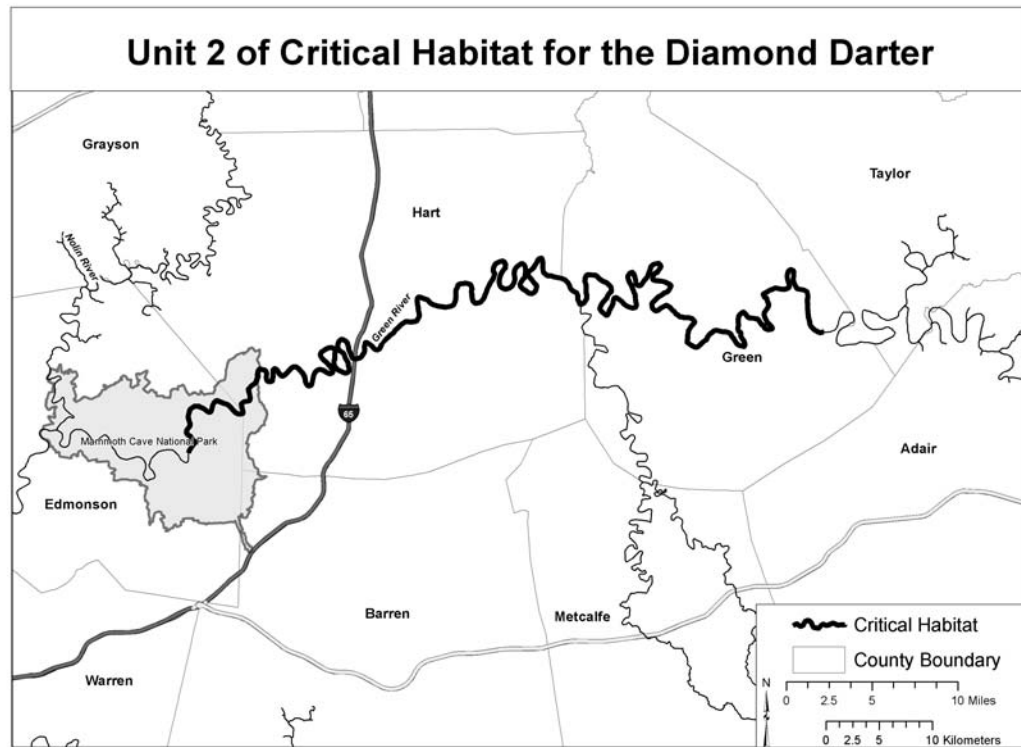 Unit 2 of Critical Habitat for the Diamond Darter
Grayson
Taylor
Hart
Nolin River
Green River
Green
65
Mammoth Cave National Park
Adair
Edmonson
Barren
Metcalfe
Warren
Critical Habitat
County Boundary
N
0 2.5 5 10 Miles
0 2.5 5 10 Kilometers